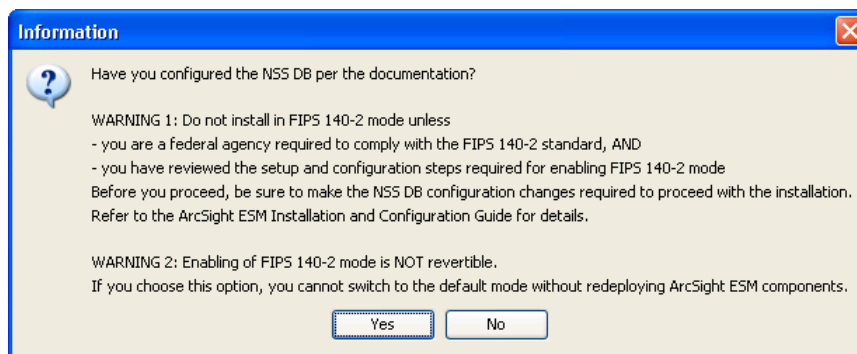 Information
Have you configured the NSS DB per the documentation?
WARNING 1: Do not install in FIPS 140-2 mode unless
- you are a federal agency required to comply with the FIPS 140-2 standard, AND
- you have reviewed the setup and configuration steps required for enabling FIPS 140-2 mode
Before you proceed, be sure to make the NSS DB configuration changes required to proceed with the installation.
Refer to the ArcSight ESM Installation and Configuration Guide for details.
WARNING 2: Enabling of FIPS 140-2 mode is NOT revertible.
If you choose this option, you cannot switch to the default mode without redeploying ArcSight ESM components.
Yes No